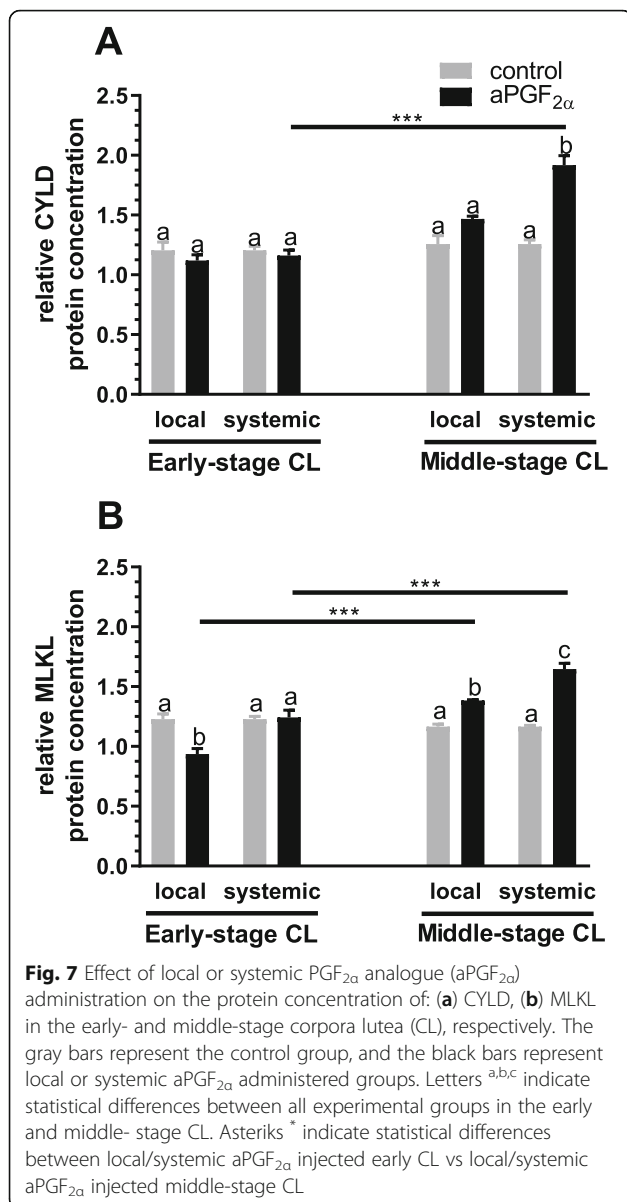 A
control
aPGF2α
***
2.5
2.0
1.5
1.0
0.5
0.0
relative CYLD
protein concentration
a a a a a a a b
local systemic local systemic
Early-stage CL Middle-stage CL
B
***
***
2.5
2.0
1.5
1.0
0.5
0.0
relative MLKL
protein concentration
a b a a a b a c
local systemic local systemic
Early-stage CL Middle-stage CL
Fig. 7 Effect of local or systemic PGF2α analogue (aPGF2α)
administration on the protein concentration of: (a) CYLD, (b) MLKL
in the early- and middle-stage corpora lutea (CL), respectively. The
gray bars represent the control group, and the black bars represent
local or systemic aPGF2α administered groups. Letters a,b,c indicate
statistical differences between all experimental groups in the early
and middle- stage CL. Asteriks * indicate statistical differences
between local/systemic aPGF2α injected early CL vs local/systemic
aPGF2α injected middle-stage CL